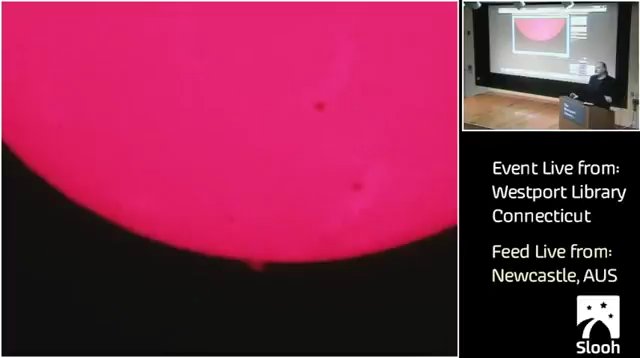 Event Live from:
Westport Library
Connecticut
Feed Live from:
Newcastle, AUS
Slooh